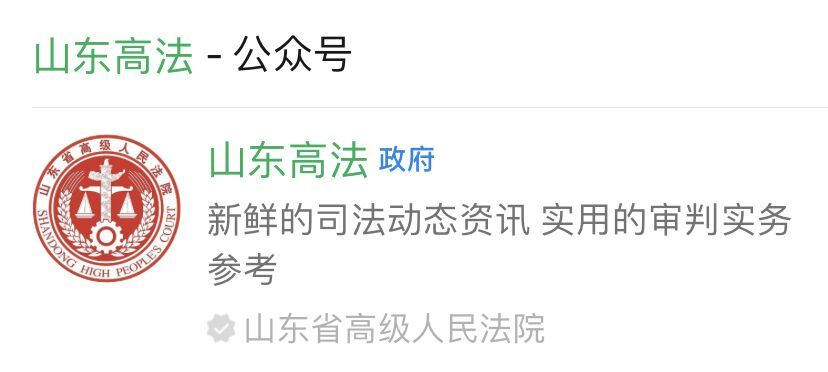 山东高法 - 公众号
山东省高级人民法院
SHANDONG HIGH PEOPLE'S COURT
山东高法 政府
新鲜的司法动态资讯 实用的审判实务
参考
山东省高级人民法院